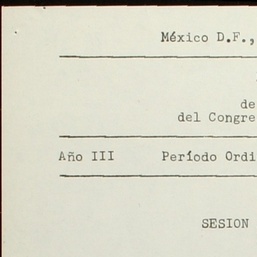 México D.F.,
de
del Congre
Año III Período Ordi
SESION